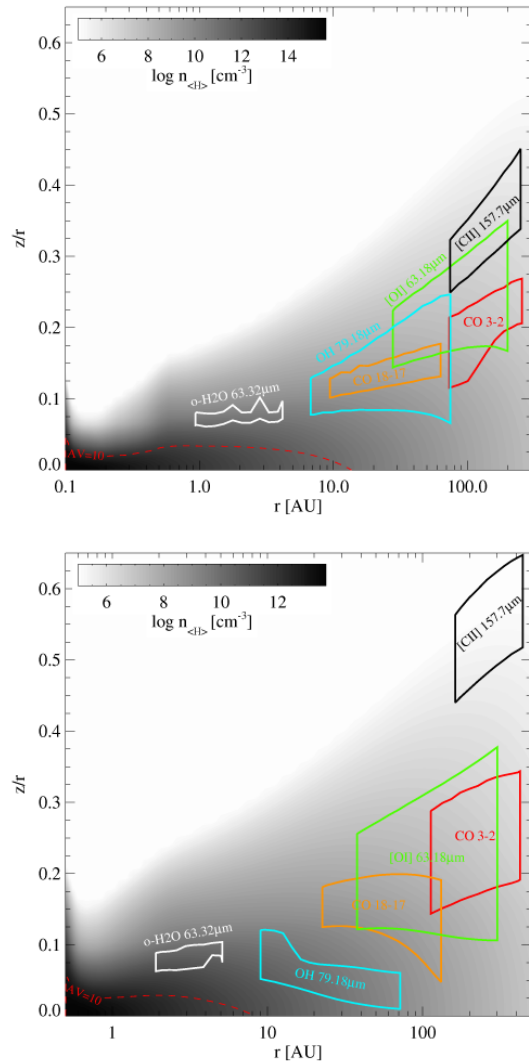 0.6
0.5
0.4
0.3
0.2
0.1
0.0
z/r
6 8 10 12 14
log n<H> [cm-3]
[CII] 157.7µm
[OI] 63.18µm
OH 79.18µm
CO 3-2
o-H2O 63.32µm
AV=10
0.1 1.0 10.0 100.0
r [AU]
0.6
0.5
0.4
0.3
0.2
0.1
0.0
z/r
6 8 10 12
log n<H> [cm-3]
[CII] 157.7µm
CO 3-2
[OI] 63.18µm
o-H2O 63.32µm
OH 79.18µm
AV=10
1 10 100
r [AU]